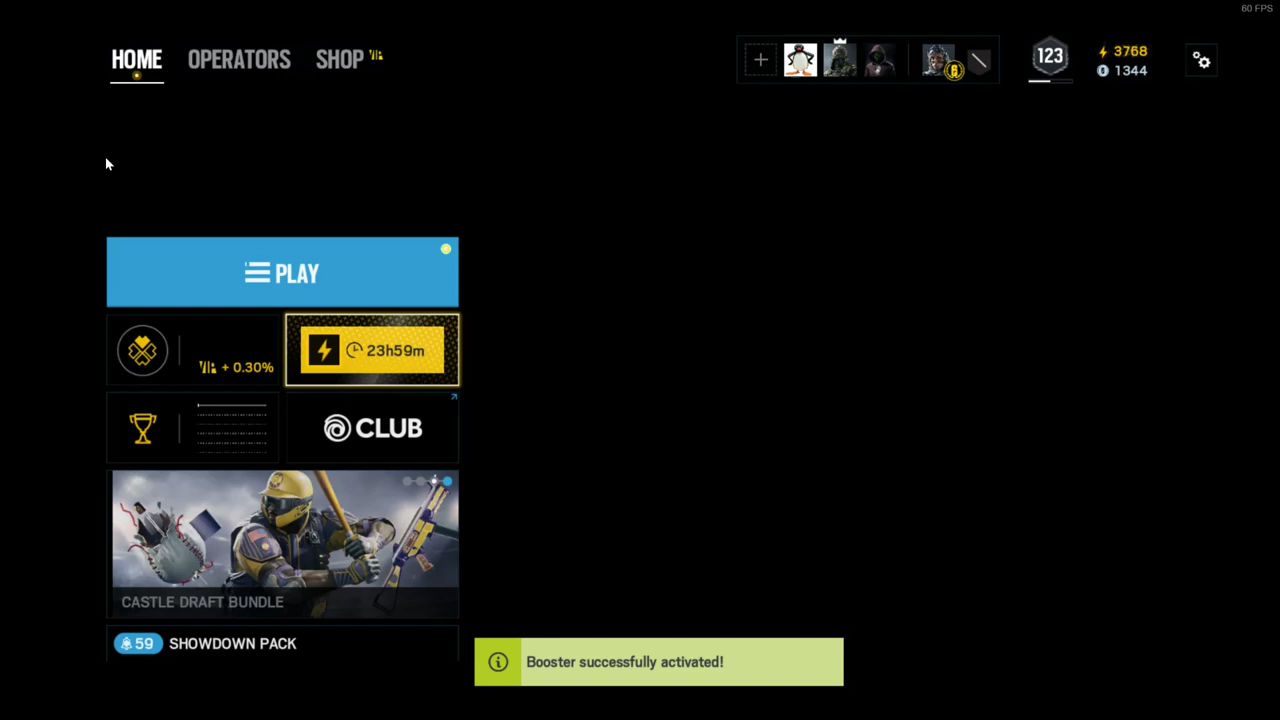 60 FPS
HOME OPERATORS SHOP
123
3768
1344
PLAY
+ 0.30%
23h59m
CLUB
CASTLE DRAFT BUNDLE
59 SHOWDOWN PACK
Booster successfully activated!